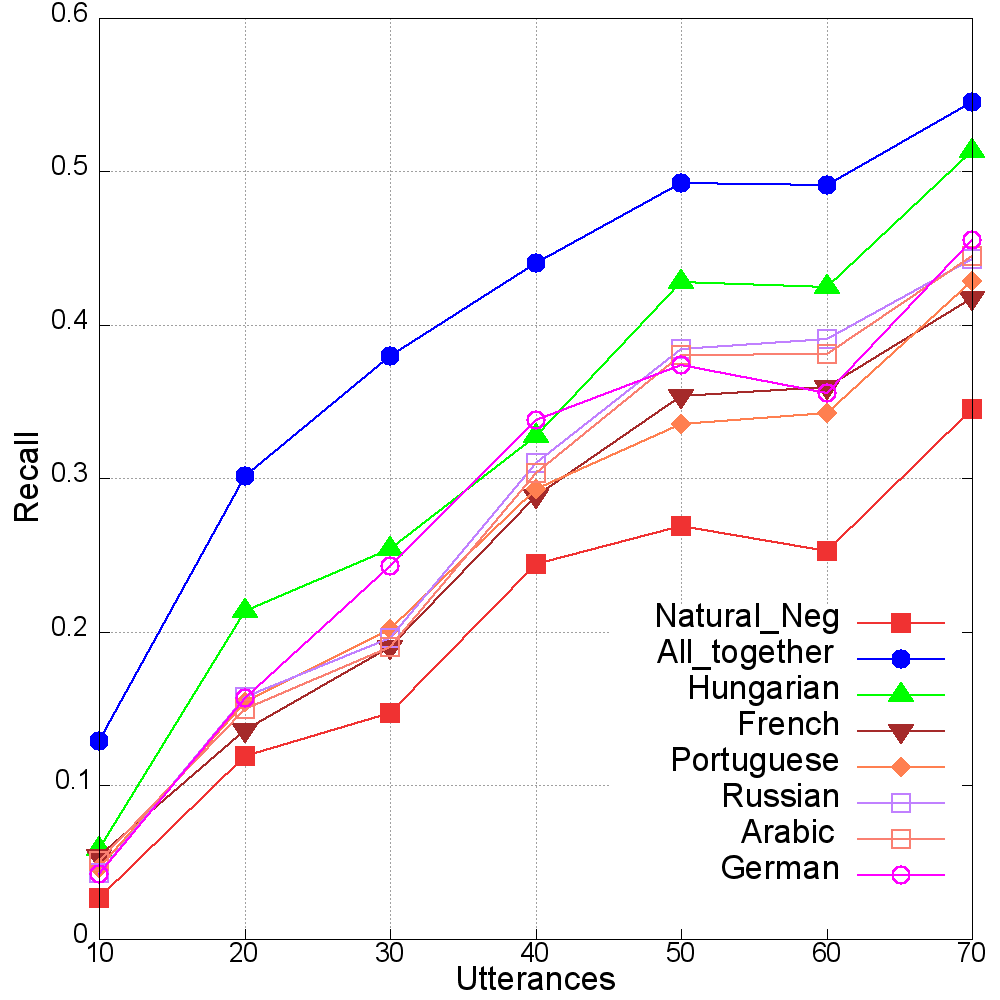 0.6
0.5
0.4
0.3
0.2
0.1
0
Recall
10 20 30 40 50 60 70
Utterances
Natural_Neg
All_together
Hungarian
French
Portuguese
Russian
Arabic
German